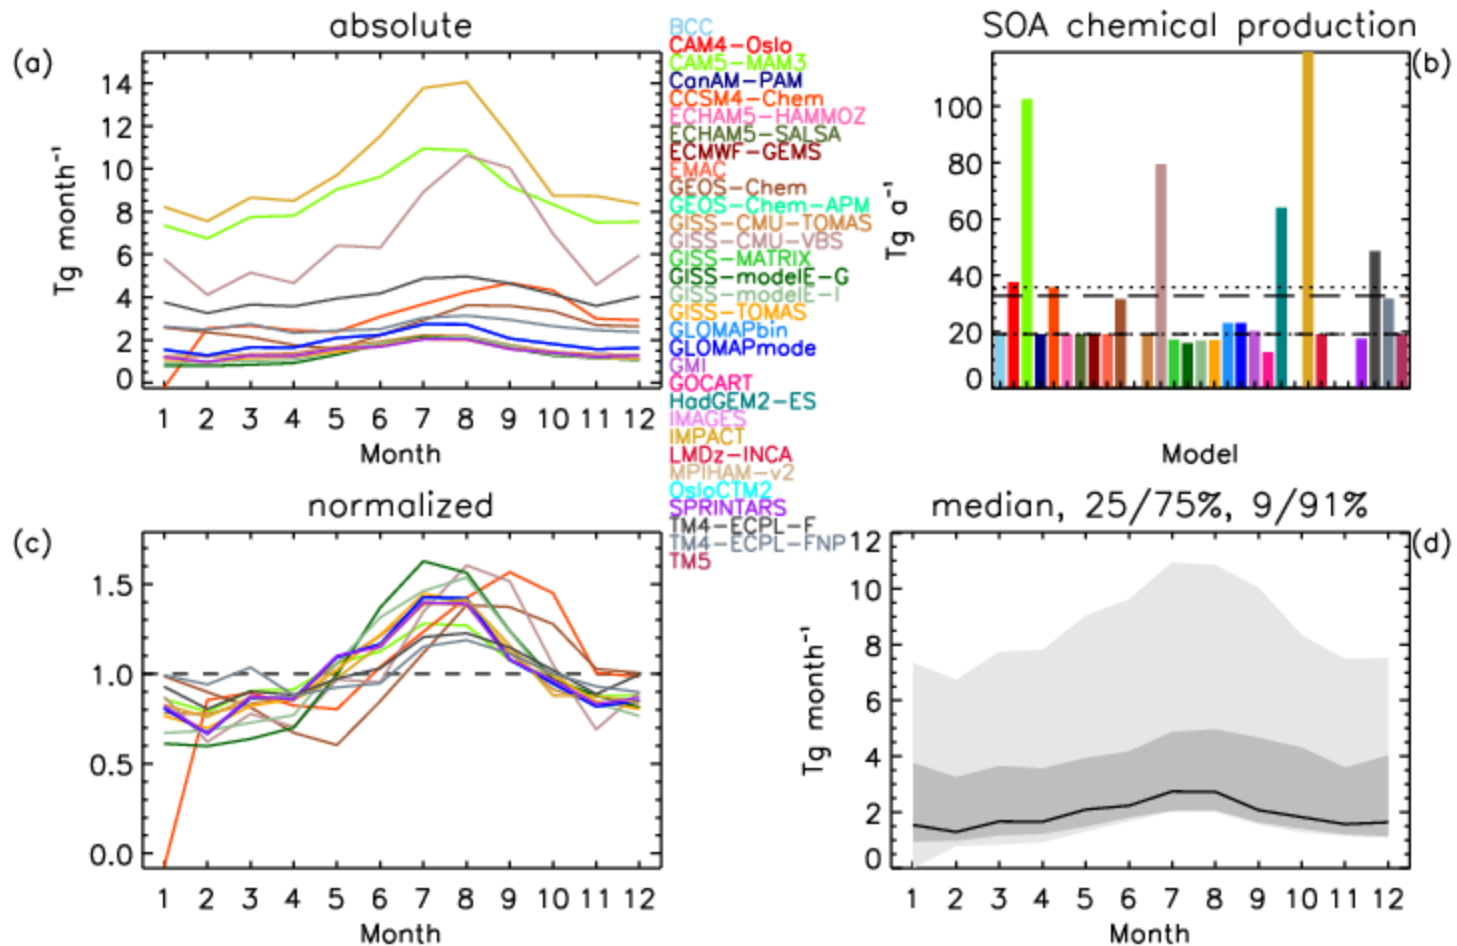 absolute
(a)
14
12
10
8
6
4
2
0
Tg month⁻¹
1 2 3 4 5 6 7 8 9 10 11 12
Month
BCC
CAM4-Oslo
CAM5-MAM3
CanAM-PAM
CCSM4-Chem
ECHAM5-HAMMOZ
ECHAM5-SALSA
ECMWF-GEMS
EMAC
GEOS-Chem
GEOS-Chem-APM
GISS-CMU-TOMAS
GISS-CMU-VBS
GISS-MATRIX
GISS-modelE-G
GISS-modelE-I
GISS-TOMAS
GLOMAPbin
GLOMAPmode
GMI
GOCART
HadGEM2-ES
IMAGES
IMPACT
LMDz-INCA
MPIHAM-v2
OsloCTM2
SPRINTARS
TM4-ECPL-F
TM4-ECPL-FNP
TM5
SOA chemical production
(b)
100
80
60
40
20
0
Tg a⁻¹
Model
normalized
(c)
1.5
1.0
0.5
0.0
1 2 3 4 5 6 7 8 9 10 11 12
Month
median, 25/75%, 9/91%
(d)
12
10
8
6
4
2
0
Tg month⁻¹
1 2 3 4 5 6 7 8 9 10 11 12
Month